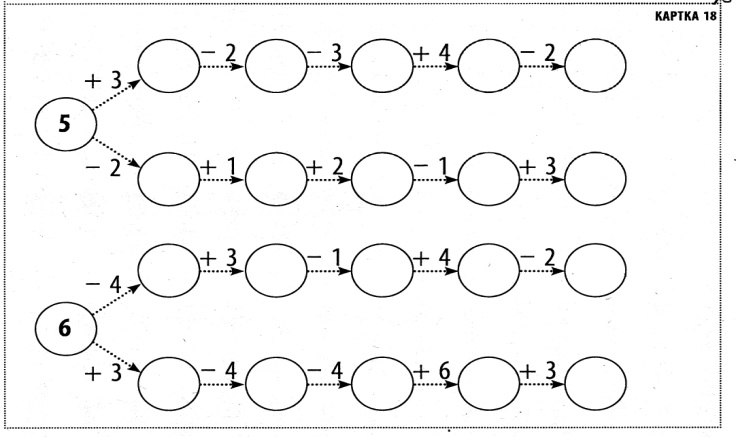 КАРТКА 18
− 2 − 3 + 4 − 2
+ 3
5
− 2
+ 1 + 2 − 1 + 3
+ 3 − 1 + 4 − 2
− 4
6
+ 3
− 4 − 4 + 6 + 3